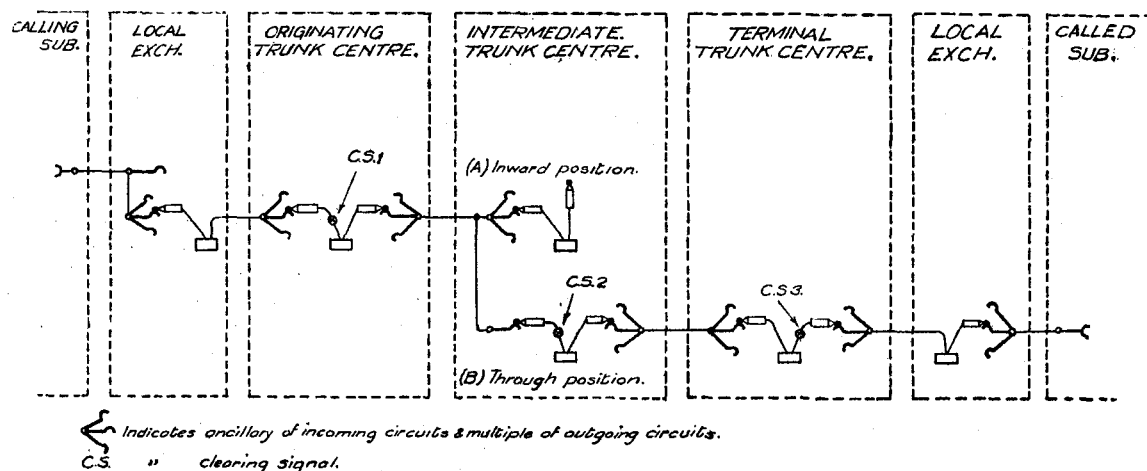 CALLING
SUB.
LOCAL
EXCH.
ORIGINATING
TRUNK CENTRE.
INTERMEDIATE.
TRUNK CENTRE.
TERMINAL
TRUNK CENTRE.
LOCAL
EXCH.
CALLED
SUB.
C.S.1
(A) Inward position.
C.S.2
C.S.3.
(B) Through position.
Indicates ancillary of incoming circuits & multiple of outgoing circuits.
C.S. " clearing signal.